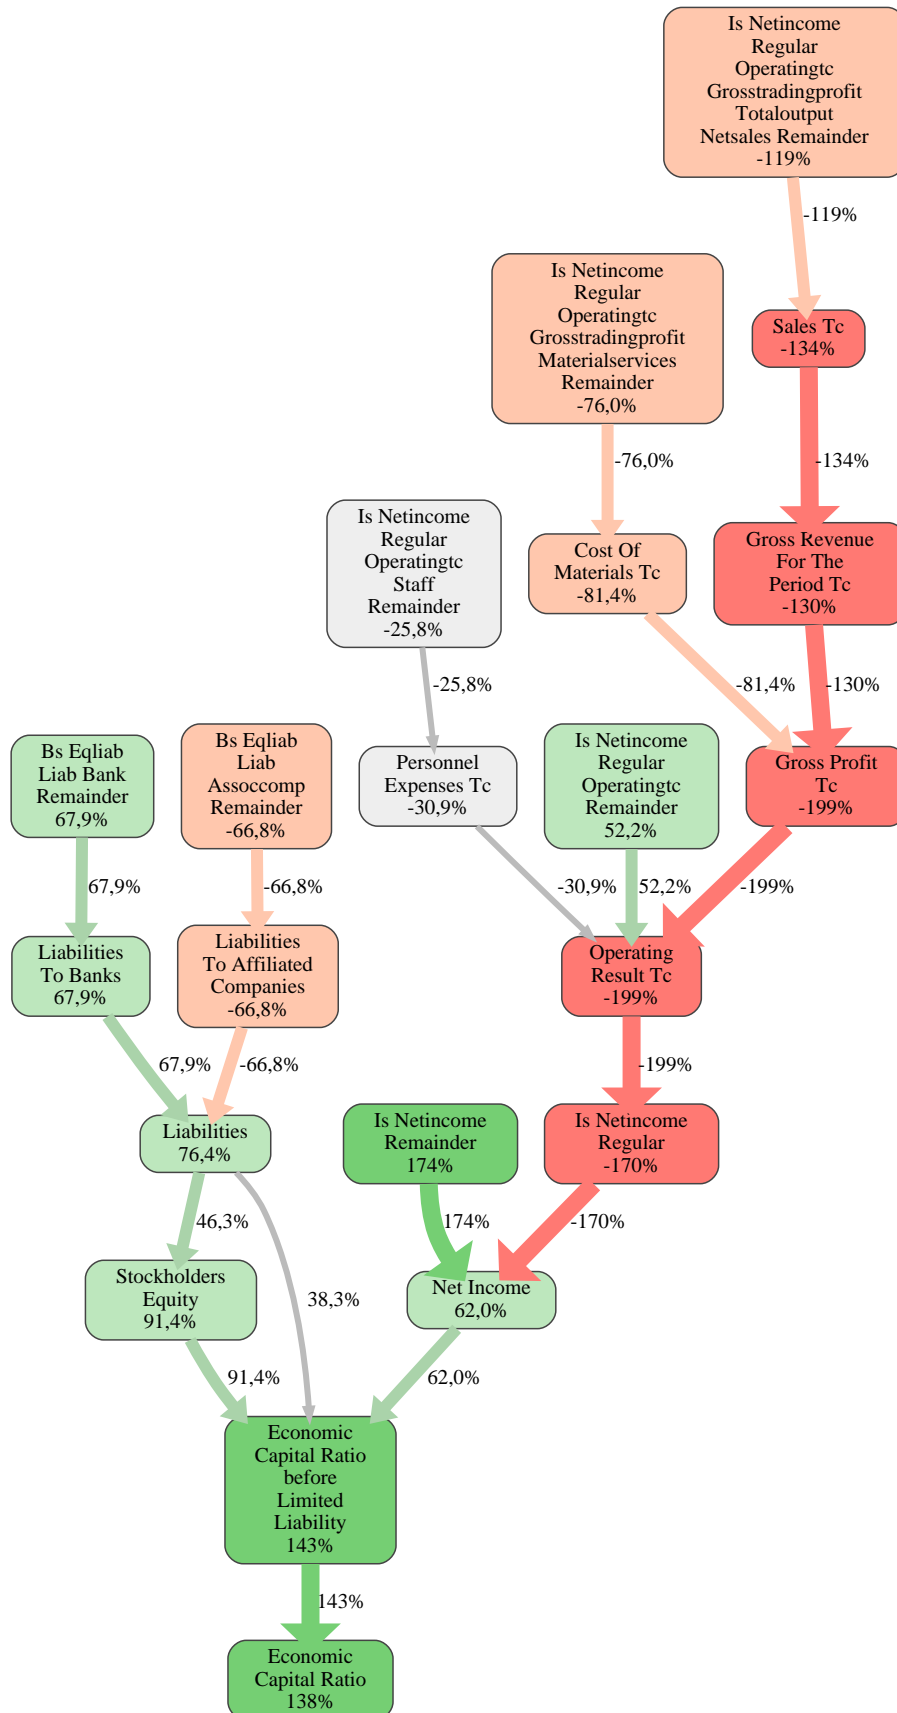 Is Netincome
Regular
Operatingtc
Grosstradingprofit
Totaloutput
Netsales Remainder
-119%
-119%
Is Netincome
Regular
Operatingtc
Grosstradingprofit
Materialservices
Remainder
-76,0%
Sales Tc
-134%
-76,0%
-134%
Is Netincome
Regular
Operatingtc
Staff
Remainder
-25,8%
Cost Of
Materials Tc
-81,4%
Gross Revenue
For The
Period Tc
-130%
-25,8%
-81,4%
-130%
Bs Eqliab
Liab Bank
Remainder
67,9%
Bs Eqliab
Liab
Assoccomp
Remainder
-66,8%
Personnel
Expenses Tc
-30,9%
Is Netincome
Regular
Operatingtc
Remainder
52,2%
Gross Profit
Tc
-199%
67,9%
-66,8%
-30,9%
52,2%
-199%
Liabilities
To Banks
67,9%
Liabilities
To Affiliated
Companies
-66,8%
Operating
Result Tc
-199%
67,9%
-66,8%
-199%
Liabilities
76,4%
Is Netincome
Remainder
174%
Is Netincome
Regular
-170%
46,3%
38,3%
174%
-170%
Stockholders
Equity
91,4%
Net Income
62,0%
91,4%
62,0%
Economic
Capital Ratio
before
Limited
Liability
143%
143%
Economic
Capital Ratio
138%